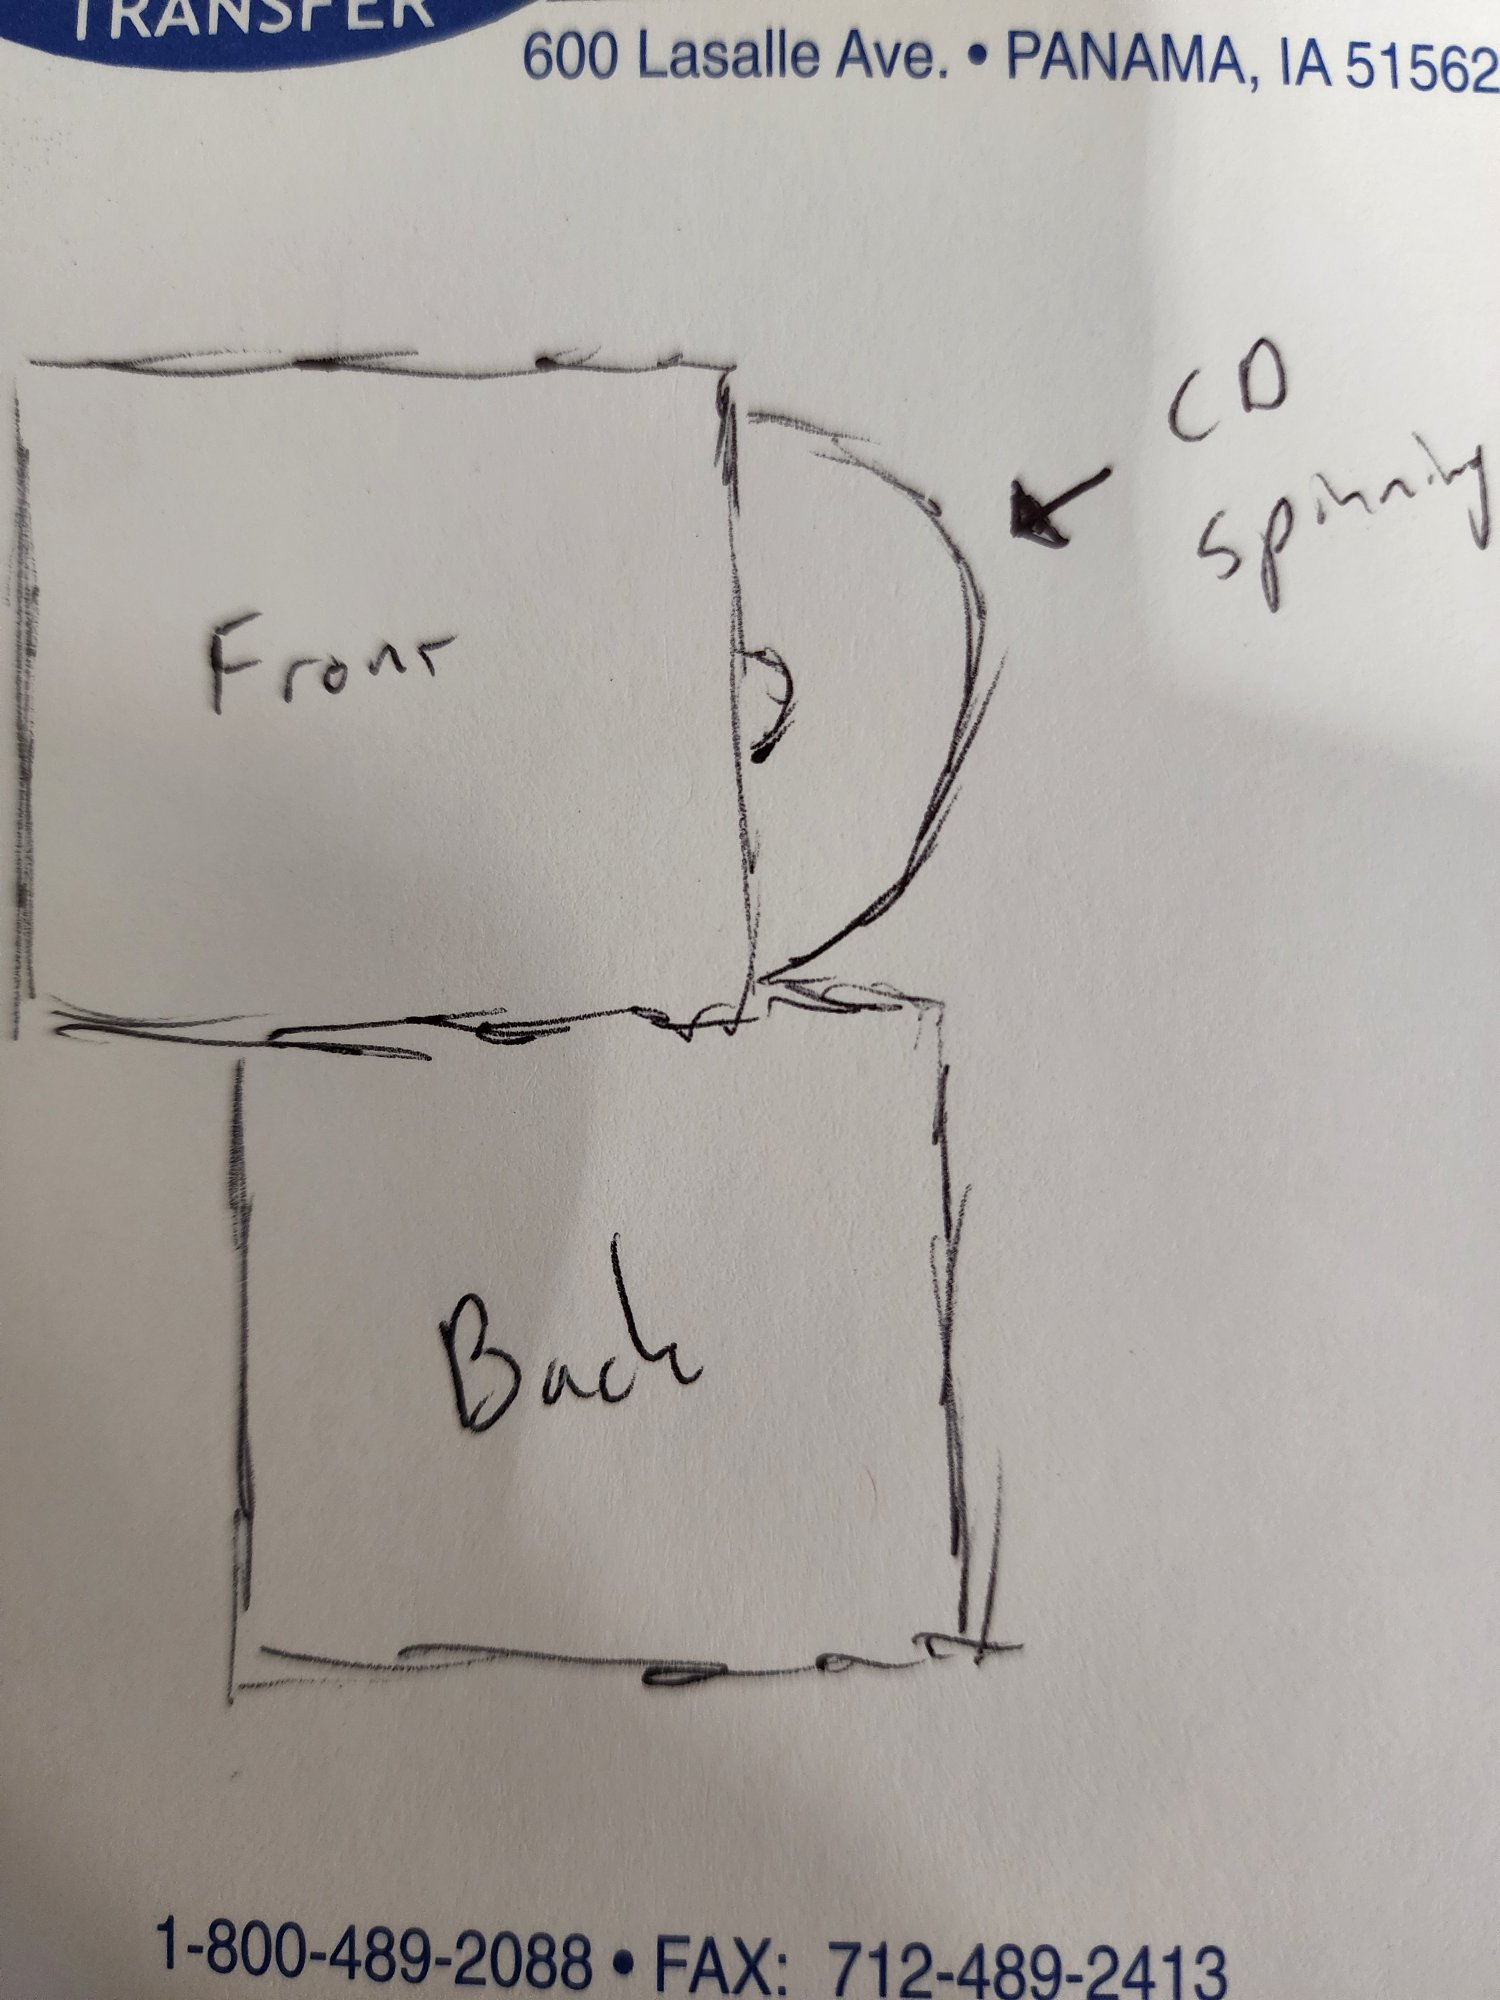 TRANSFER
600 Lasalle Ave. • PANAMA, IA 51562
CD
Spinning
Front
Back
1-800-489-2088 • FAX: 712-489-2413